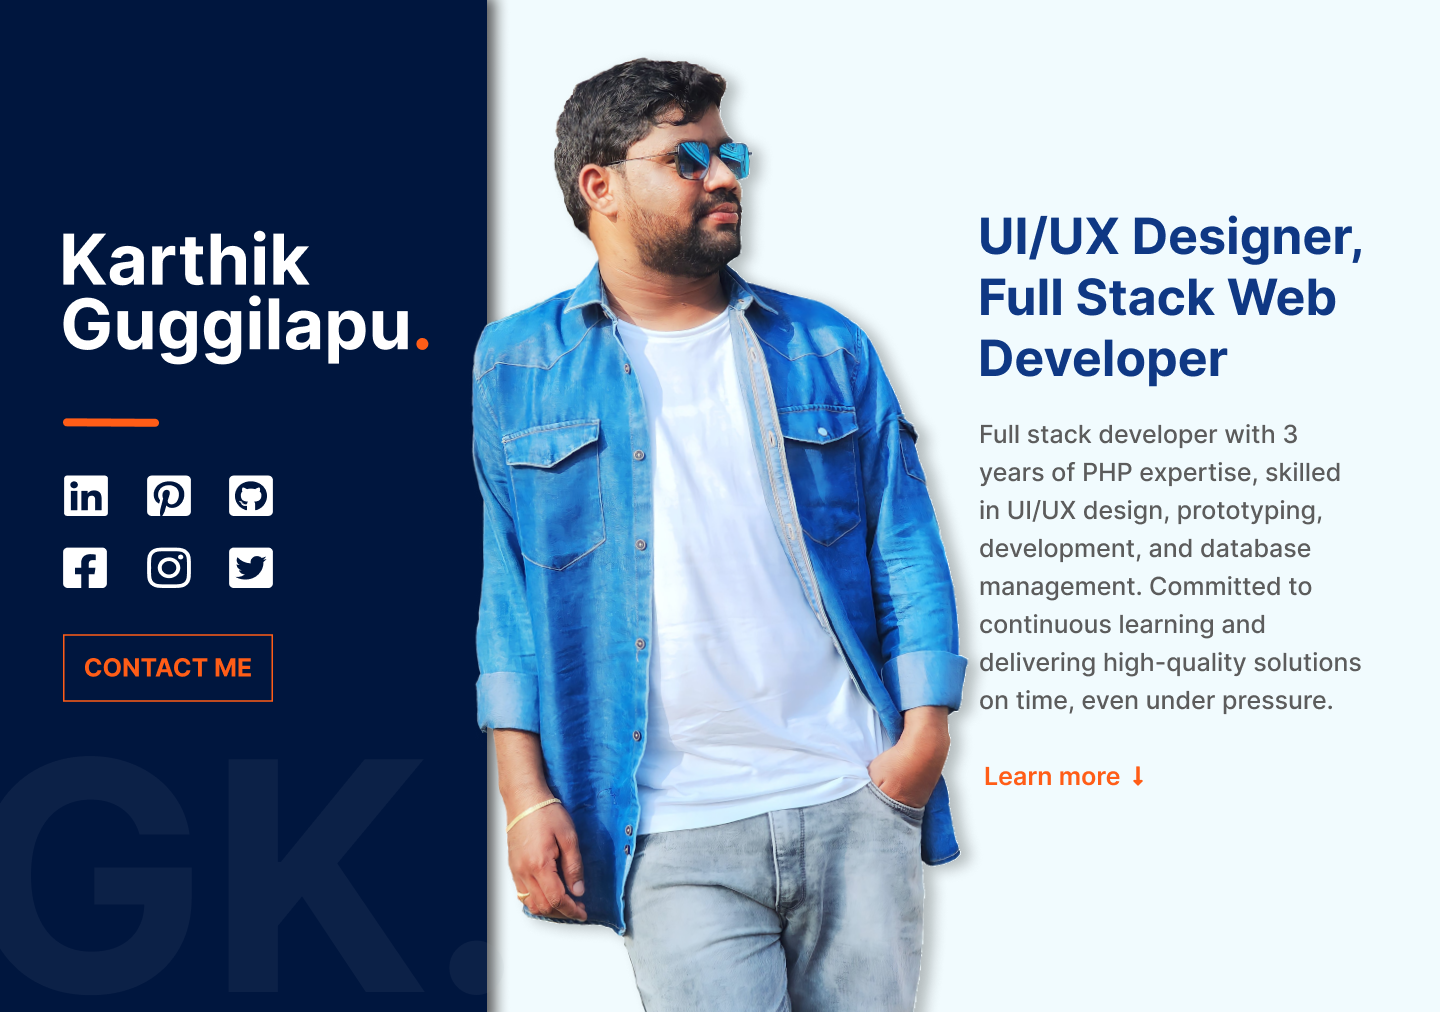 Karthik
Guggilapu.
CONTACT ME
GK.
UI/UX Designer,
Full Stack Web
Developer
Full stack developer with 3
years of PHP expertise, skilled
in UI/UX design, prototyping,
development, and database
management. Committed to
continuous learning and
delivering high-quality solutions
on time, even under pressure.
Learn more